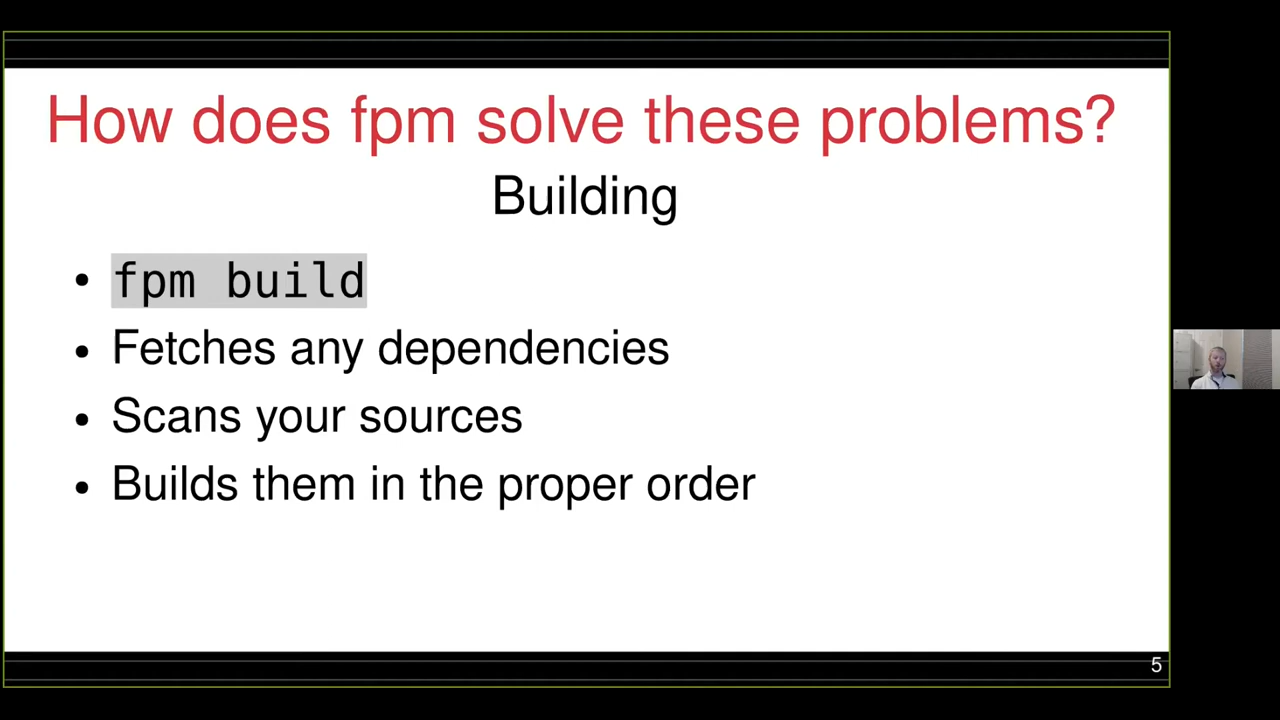 How does fpm solve these problems?
Building
• fpm build
• Fetches any dependencies
• Scans your sources
• Builds them in the proper order
5